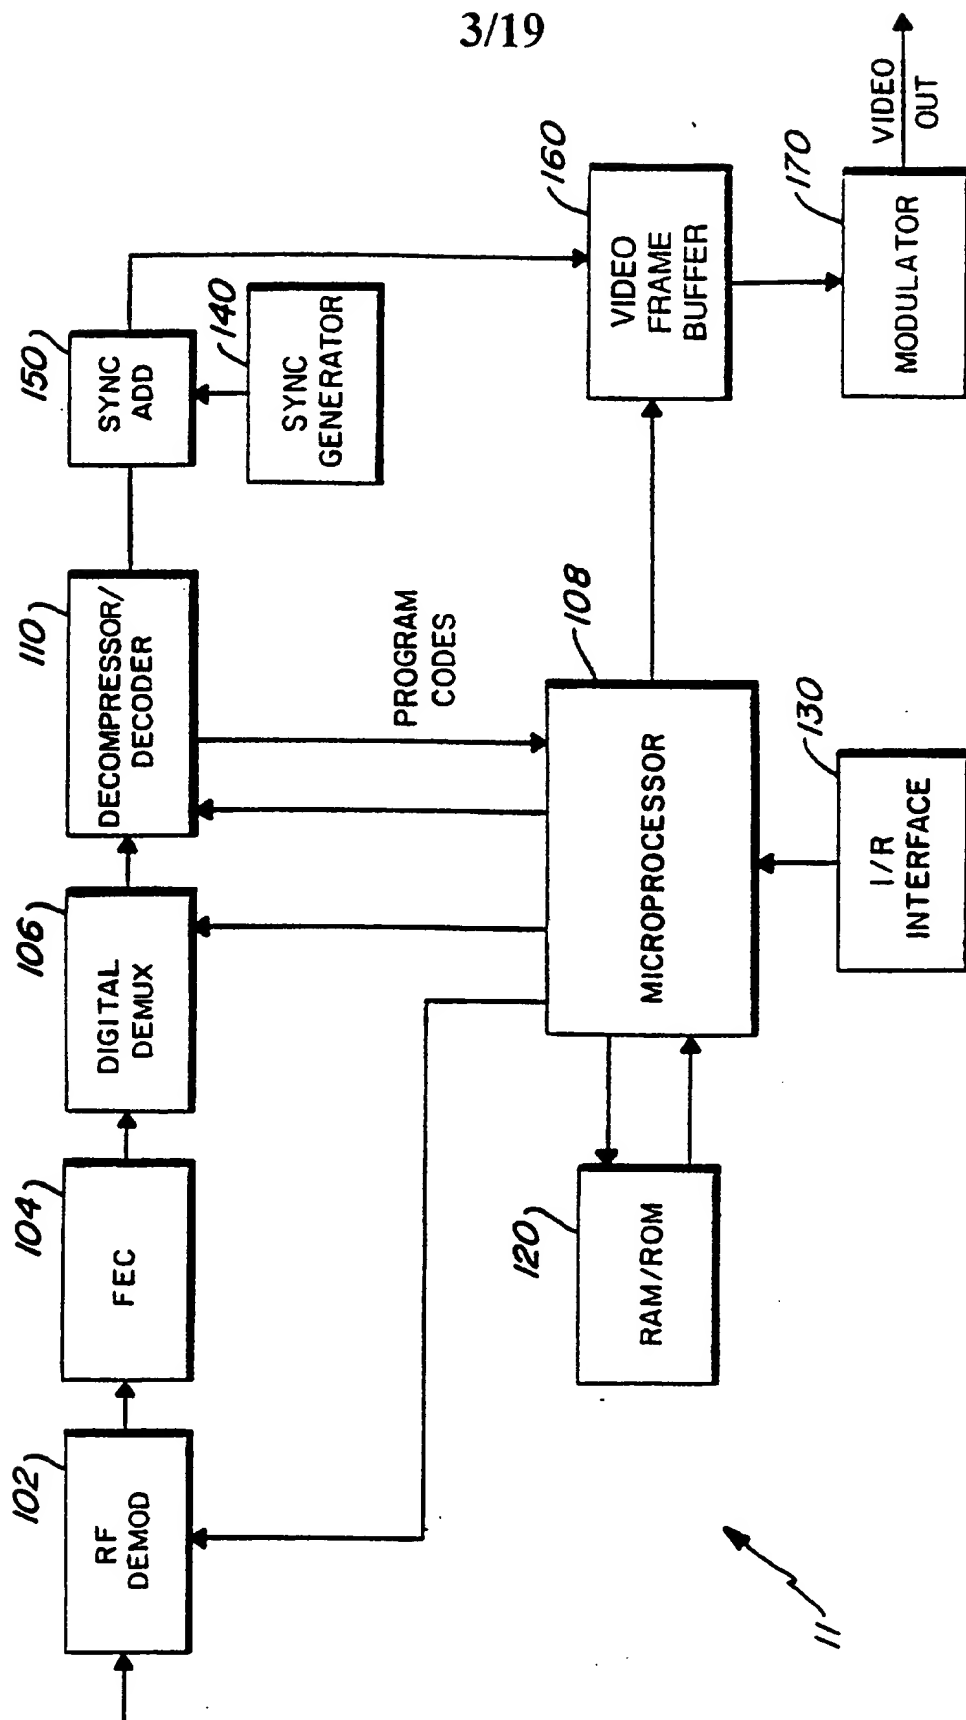 3/19
102
RF
DEMOD
104
FEC
106
DIGITAL
DEMUX
110
DECOMPRESSOR/
DECODER
150
SYNC
ADD
140
SYNC
GENERATOR
PROGRAM
CODES
120
RAM/ROM
108
MICROPROCESSOR
130
I/R
INTERFACE
160
VIDEO
FRAME
BUFFER
170
MODULATOR
VIDEO
OUT
11